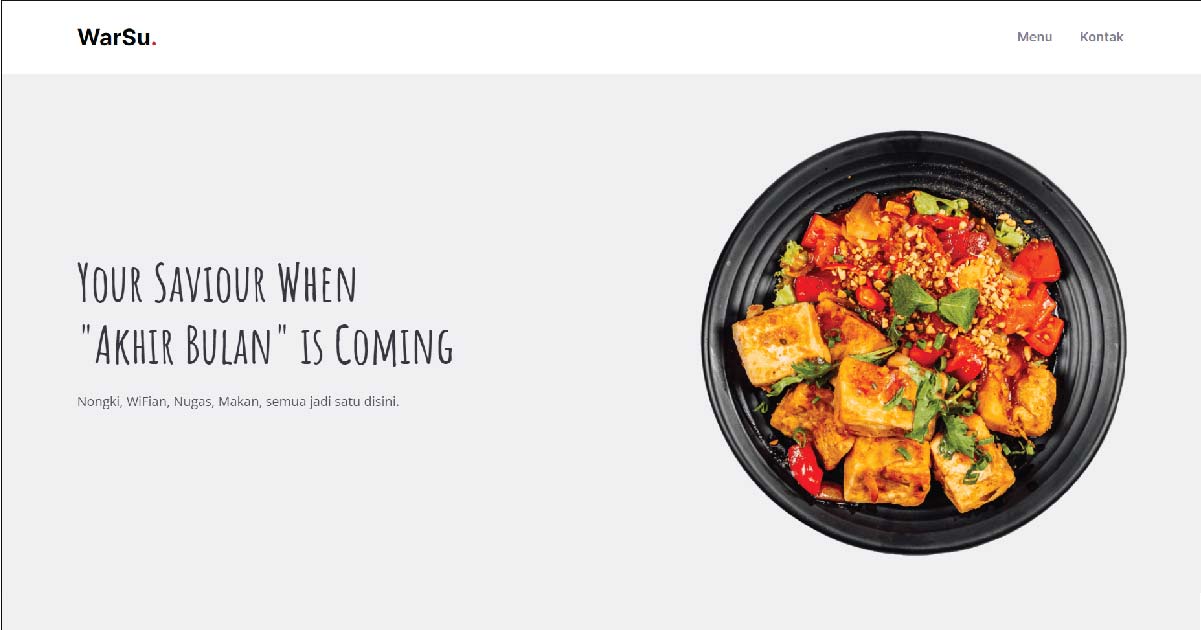 WarSu.
Menu
Kontak
Your Saviour When
"Akhir Bulan" is Coming
Nongki, WiFian, Nugas, Makan, semua jadi satu disini.